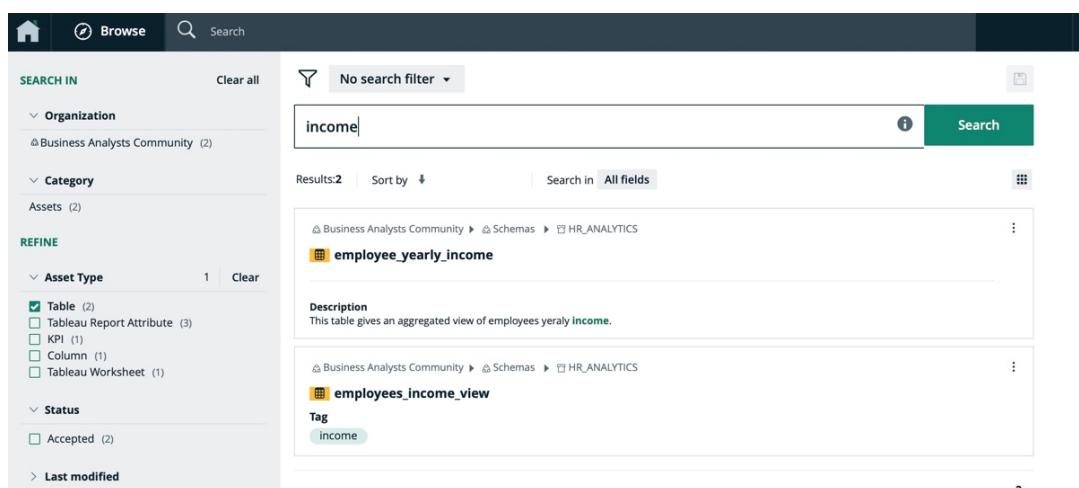 Browse
Search
SEARCH IN Clear all
Organization
Business Analysts Community (2)
Category
Assets (2)
REFINE
Asset Type 1 Clear
Table (2)
Tableau Report Attribute (3)
KPI (1)
Column (1)
Tableau Worksheet (1)
Status
Accepted (2)
Last modified
No search filter
income
Search
Results:2 Sort by Search in All fields
Business Analysts Community Schemas HR_ANALYTICS
employee_yearly_income
Description
This table gives an aggregated view of employees yeraly income.
Business Analysts Community Schemas HR_ANALYTICS
employees_income_view
Tag
income